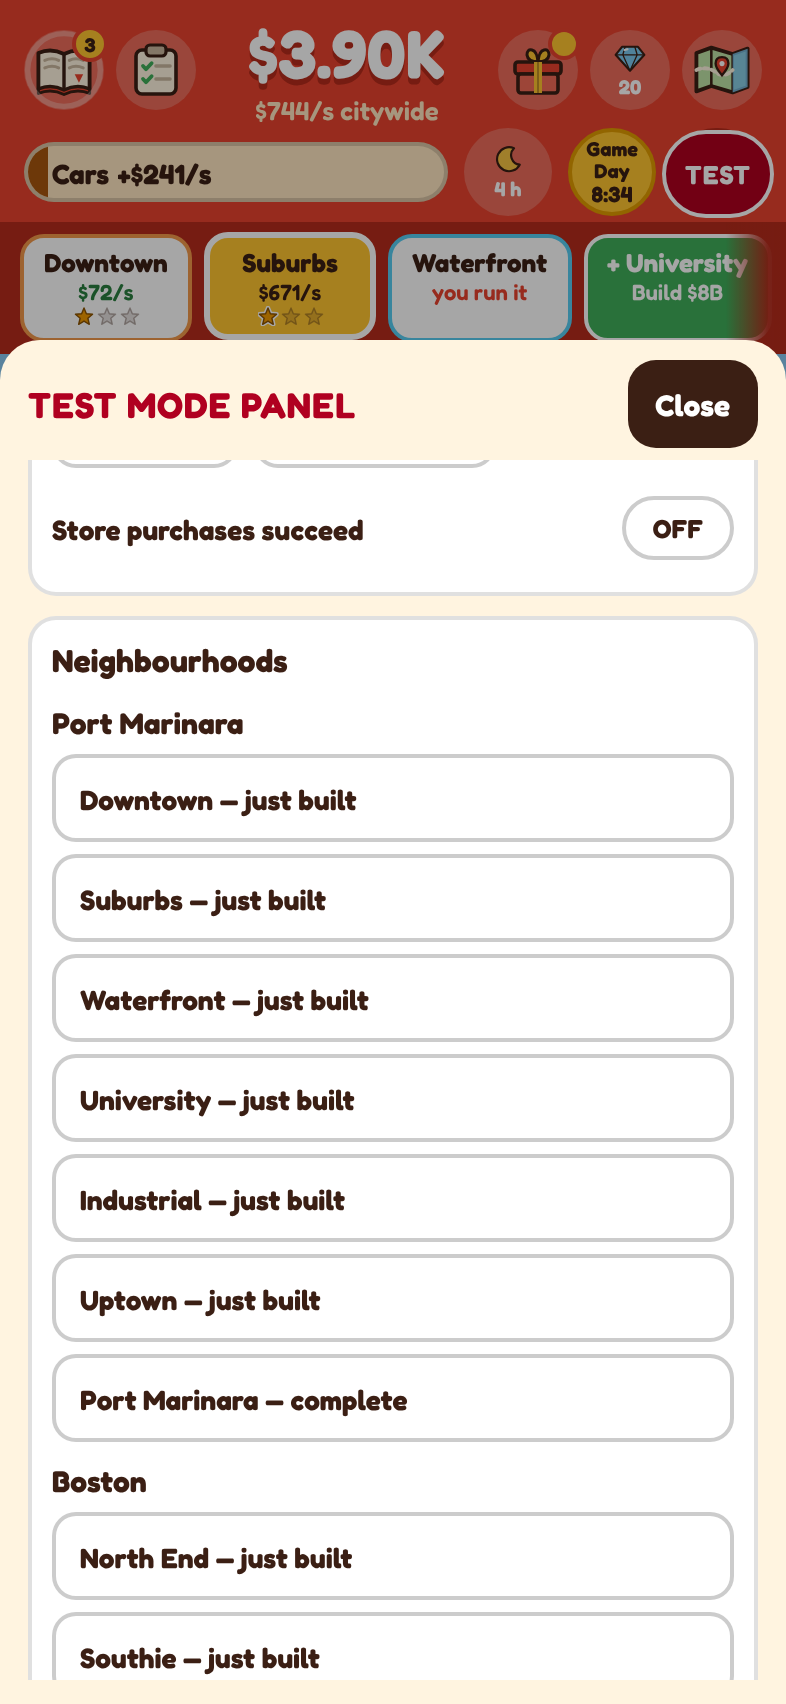 3
$3.90K
$744/s citywide
20
Cars +$241/s
4 h
Game
Day
8:34
TEST
Downtown
$72/s
Suburbs
$671/s
Waterfront
you run it
+ University
Build $8B
TEST MODE PANEL
Close
Store purchases succeed
OFF
Neighbourhoods
Port Marinara
Downtown – just built
Suburbs – just built
Waterfront – just built
University – just built
Industrial – just built
Uptown – just built
Port Marinara – complete
Boston
North End – just built
Southie – just built